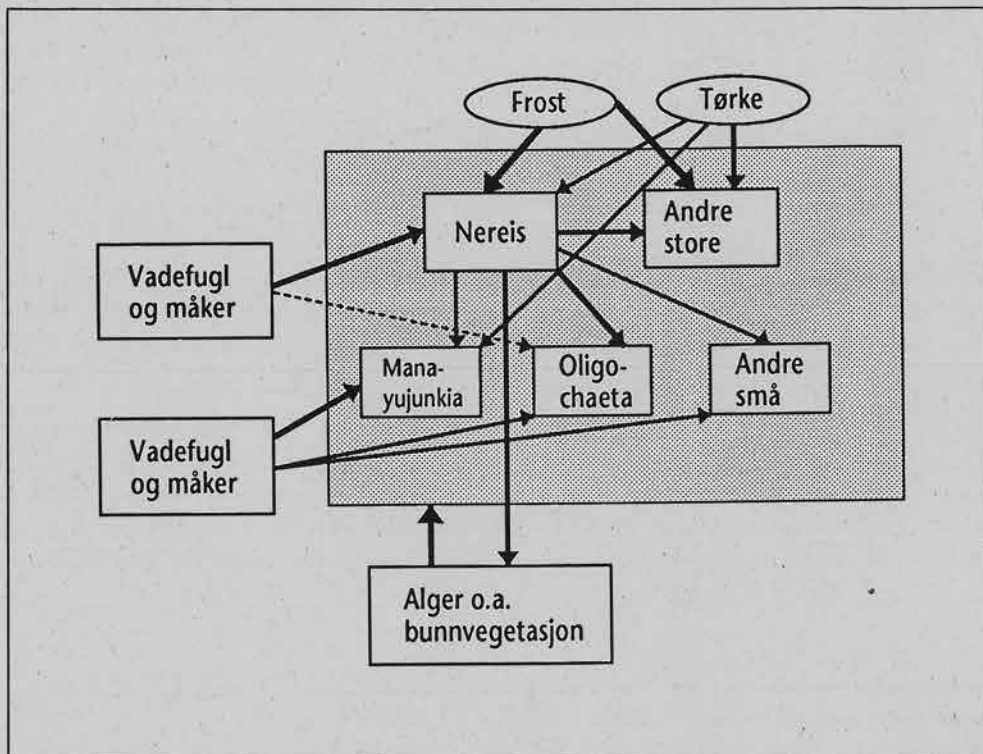 Frost
Tørke
Nereis
Andre
store
Vadefugl
og måker
Mana-
yujunkia
Oligo-
chaeta
Andre
små
Vadefugl
og måker
Alger o.a.
bunnvegetasjon